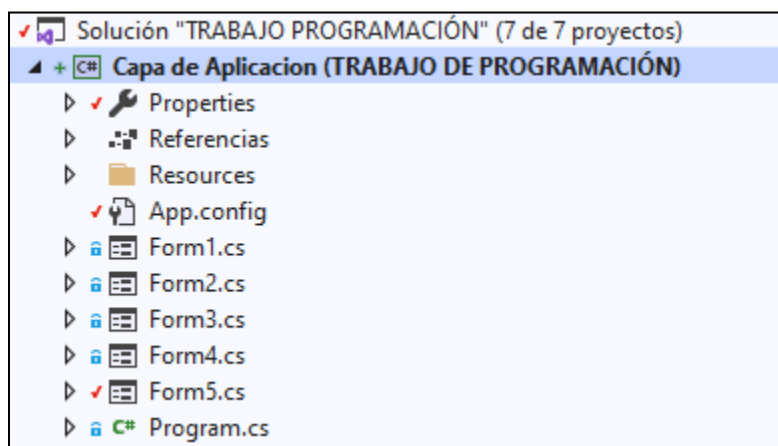 Solución "TRABAJO PROGRAMACIÓN" (7 de 7 proyectos)
C# Capa de Aplicacion (TRABAJO DE PROGRAMACIÓN)
Properties
Referencias
Resources
App.config
Form1.cs
Form2.cs
Form3.cs
Form4.cs
Form5.cs
C# Program.cs